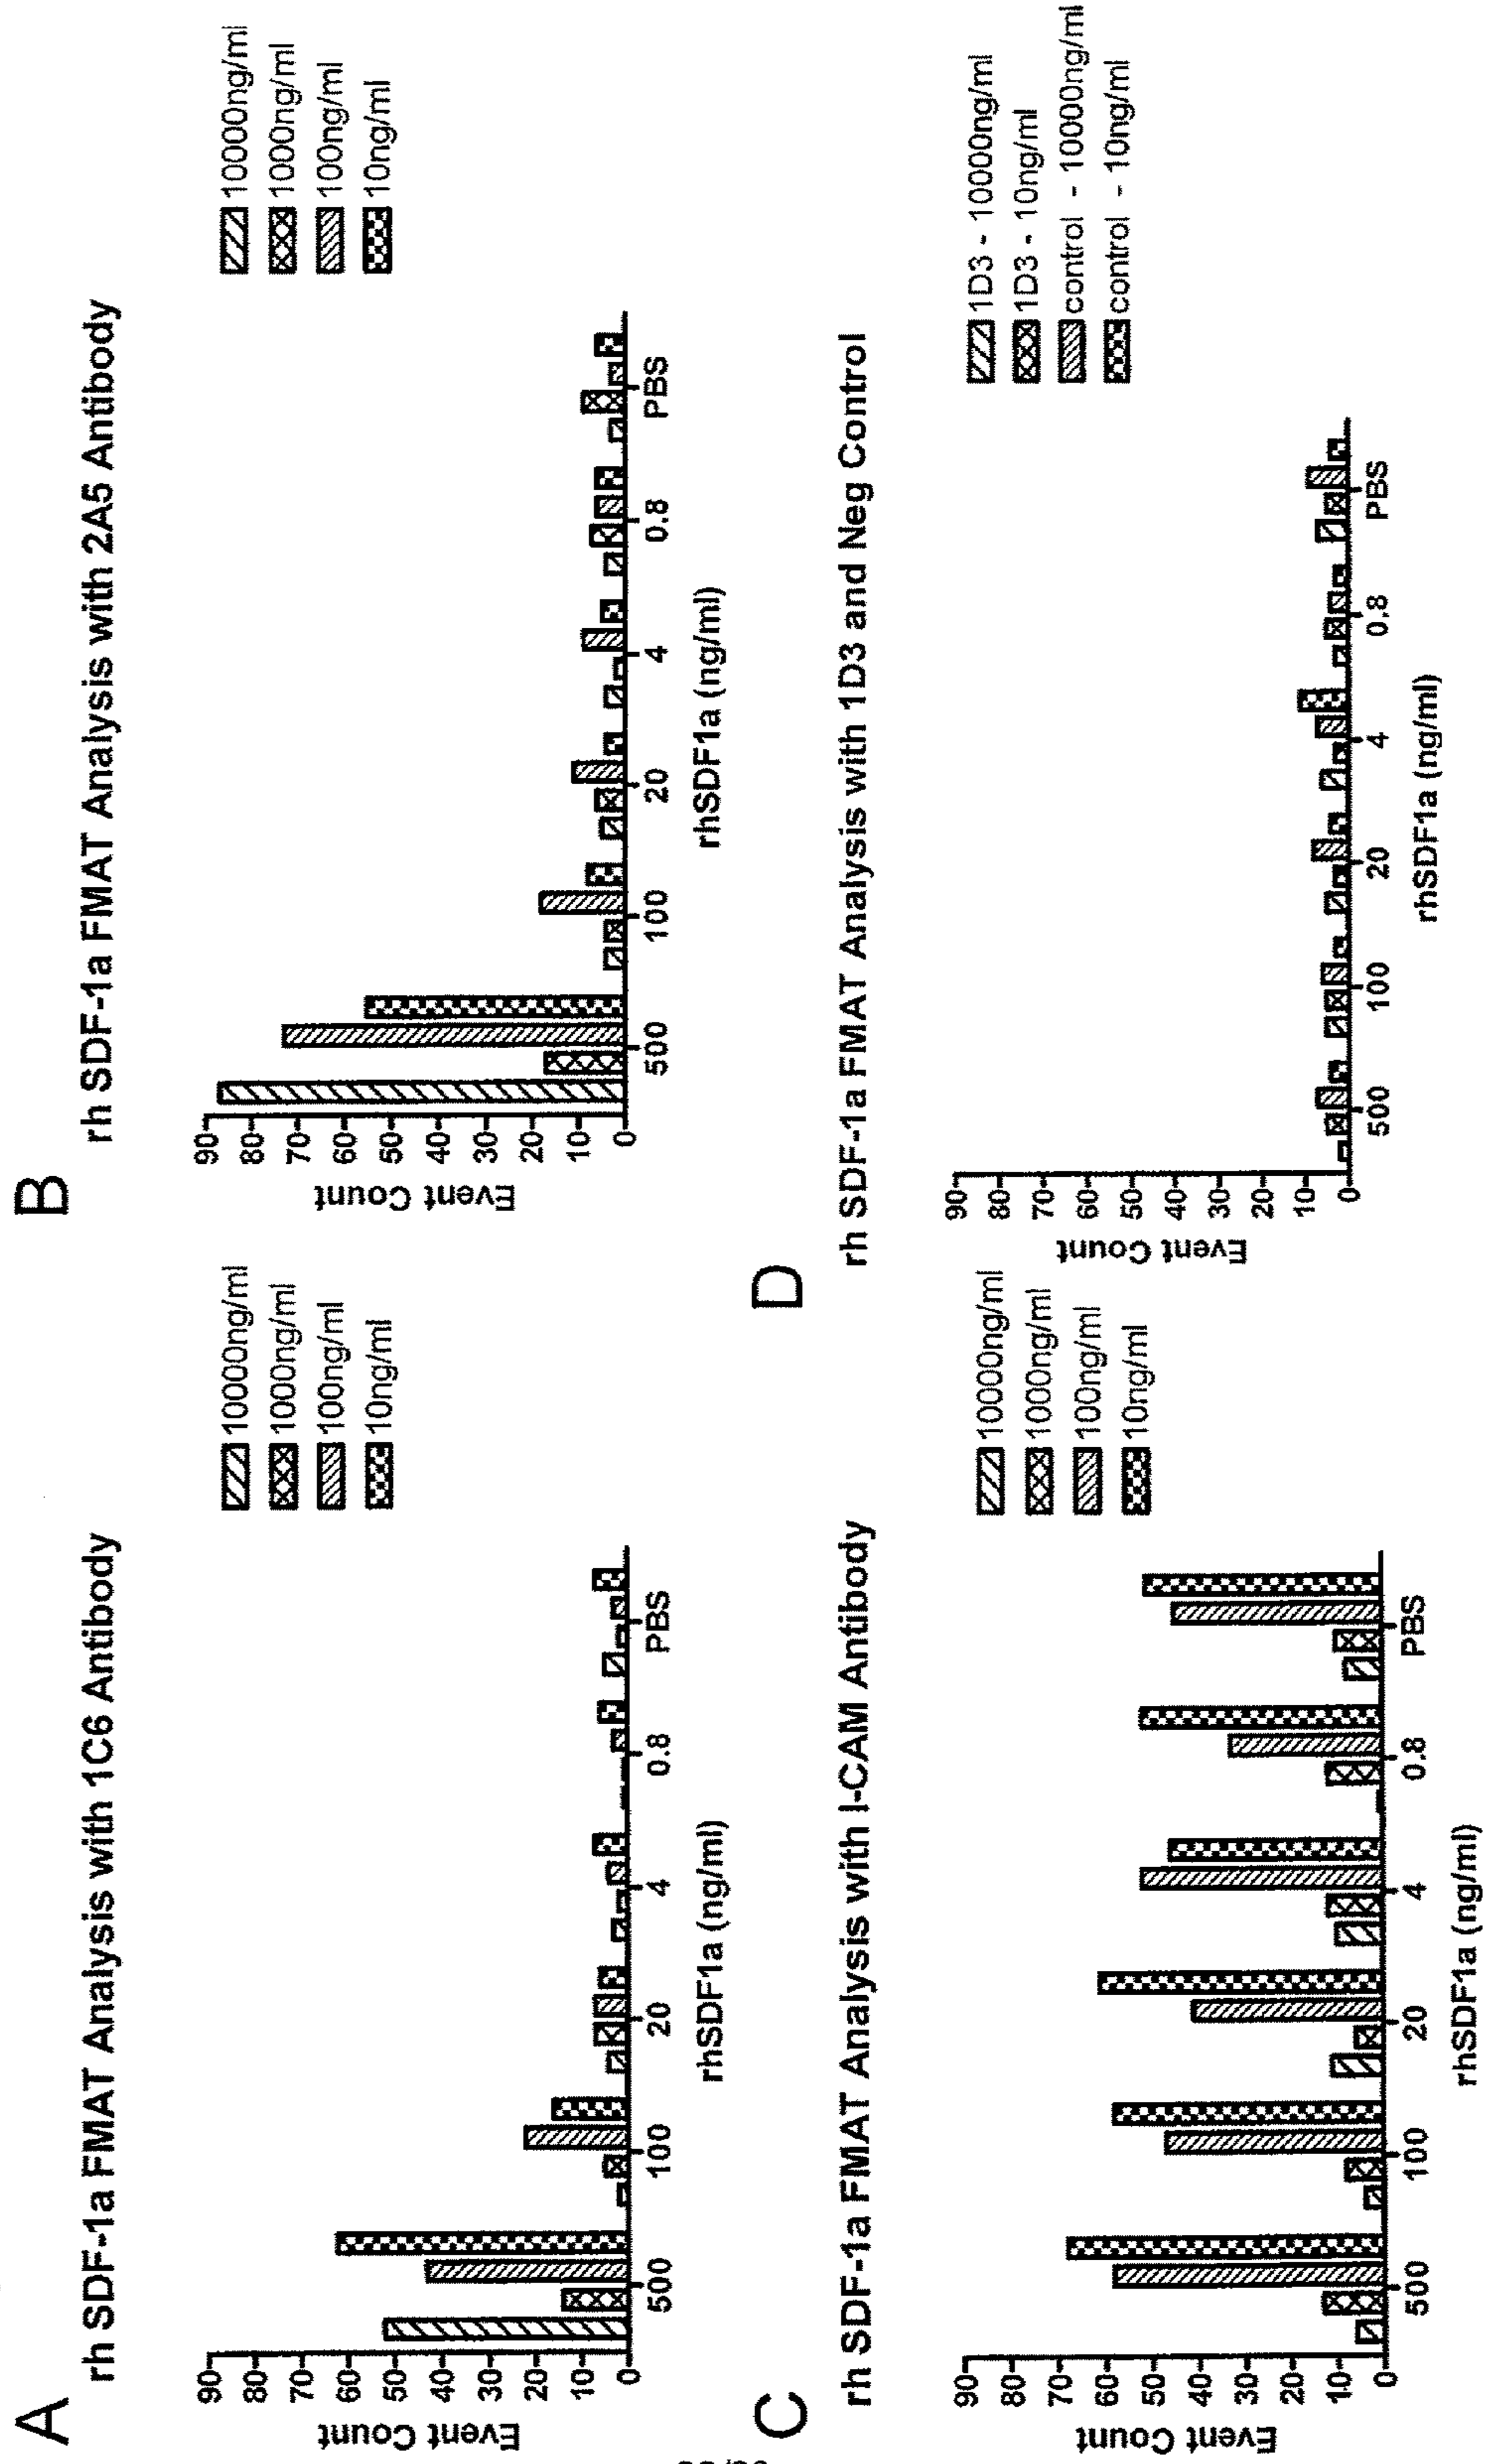 A
rh SDF-1a FMAT Analysis with 1C6 Antibody
10000ng/ml
1000ng/ml
100ng/ml
10ng/ml
Event Count
90
80
70
60
50
40
30
20
10
0
500
100
20
4
0.8
PBS
rhSDF1a (ng/ml)
B
rh SDF-1a FMAT Analysis with 2A5 Antibody
10000ng/ml
1000ng/ml
100ng/ml
10ng/ml
Event Count
90
80
70
60
50
40
30
20
10
0
500
100
20
4
0.8
PBS
rhSDF1a (ng/ml)
C
rh SDF-1a FMAT Analysis with I-CAM Antibody
10000ng/ml
1000ng/ml
100ng/ml
10ng/ml
Event Count
90
80
70
60
50
40
30
20
10
0
500
100
20
4
0.8
PBS
rhSDF1a (ng/ml)
D
rh SDF-1a FMAT Analysis with 1D3 and Neg Control
1D3 - 10000ng/ml
1D3 - 10ng/ml
control - 10000ng/ml
control - 10ng/ml
Event Count
90
80
70
60
50
40
30
20
10
0
500
100
20
4
0.8
PBS
rhSDF1a (ng/ml)